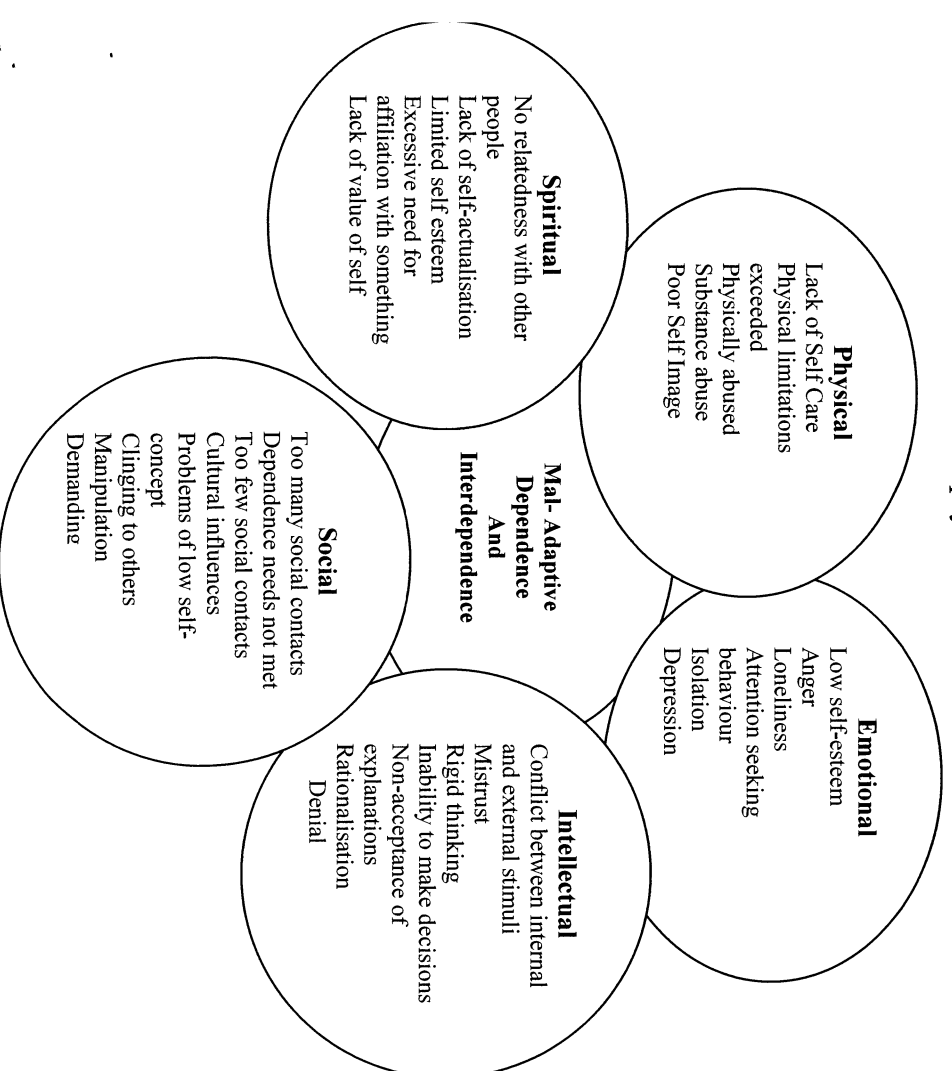 Physical
Lack of Self Care
Physical limitations
exceeded
Physically abused
Substance abuse
Poor Self Image
Emotional
Low self-esteem
Anger
Loneliness
Attention seeking
behaviour
Isolation
Depression
Spiritual
No relatedness with other
people
Lack of self-actualisation
Limited self esteem
Excessive need for
affiliation with something
Lack of value of self
Mal- Adaptive
Dependence
And
Interdependence
Intellectual
Conflict between internal
and external stimuli
Mistrust
Rigid thinking
Inability to make decisions
Non-acceptance of
explanations
Rationalisation
Denial
Social
Too many social contacts
Dependence needs not met
Too few social contacts
Cultural influences
Problems of low self-
concept
Clinging to others
Manipulation
Demanding